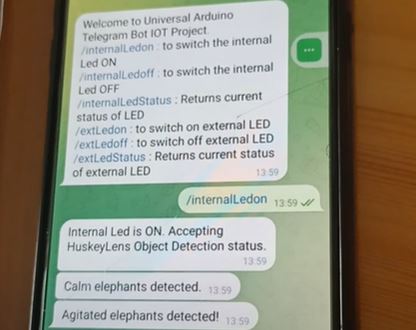 Welcome to Universal Arduino
Telegram Bot IOT Project.
/internalLedon : to switch the internal
Led ON
/internalLedoff : to switch the internal
Led OFF
/internalLedStatus : Returns current
status of LED
/extLedon : to switch on external LED
/extLedoff : to switch off external LED
/extLedStatus : Returns current status
of external LED
13:59
/internalLedon 13:59
Internal Led is ON. Accepting
HuskeyLens Object Detection status.
13:59
Calm elephants detected. 13:59
Agitated elephants detected! 13:59